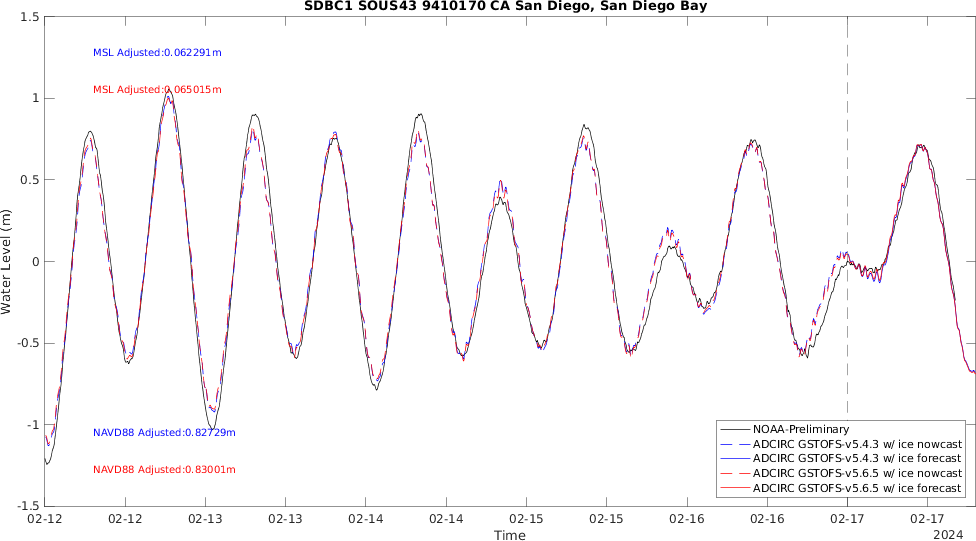 SDBC1 SOUS43 9410170 CA San Diego, San Diego Bay
1.5
MSL Adjusted:0.062291m
MSL Adjusted:0.065015m
1
0.5
0
-0.5
-1
-1.5
Water Level (m)
NAVD88 Adjusted:0.82729m
NAVD88 Adjusted:0.83001m
NOAA-Preliminary
ADCIRC GSTOFS-v5.4.3 w/ ice nowcast
ADCIRC GSTOFS-v5.4.3 w/ ice forecast
ADCIRC GSTOFS-v5.6.5 w/ ice nowcast
ADCIRC GSTOFS-v5.6.5 w/ ice forecast
02-12 02-12 02-13 02-13 02-14 02-14 02-15 02-15 02-16 02-16 02-17 02-17
Time
2024